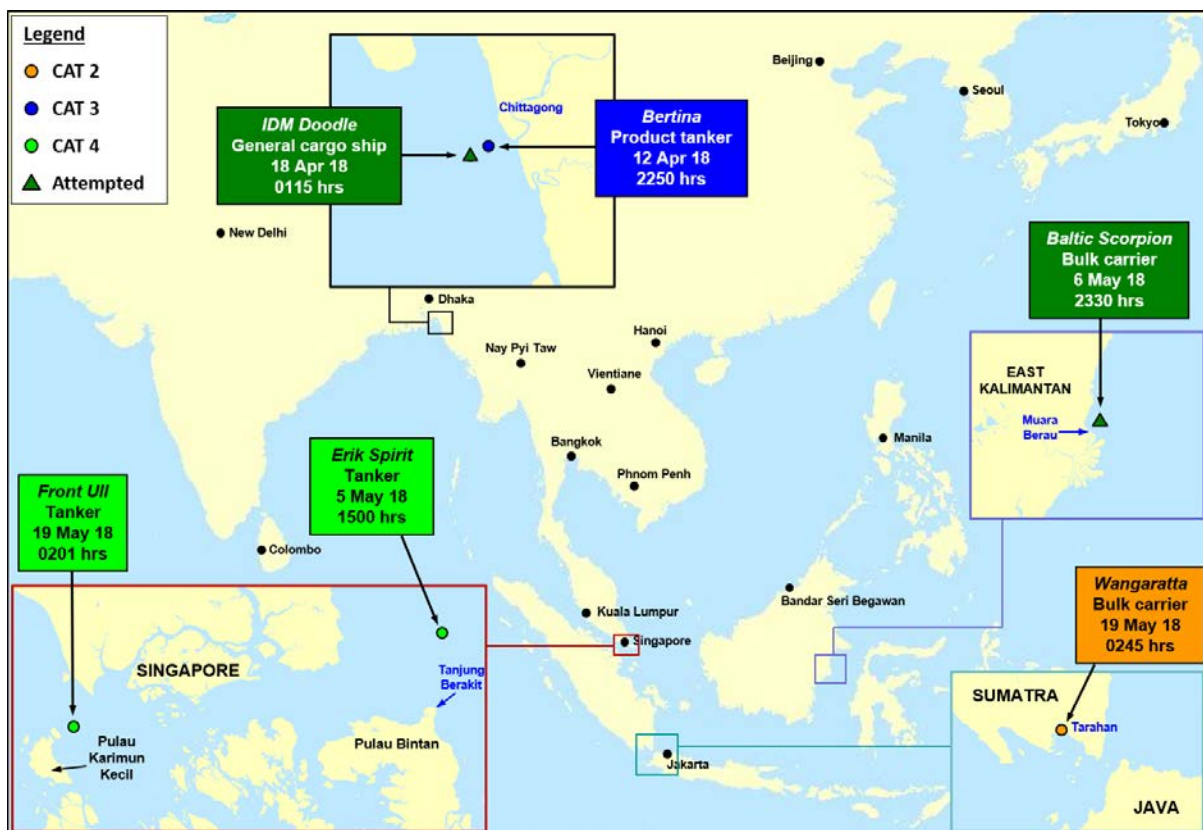 Legend
CAT 2
CAT 3
CAT 4
Attempted
IDM Doodle
General cargo ship
18 Apr 18
0115 hrs
Chittagong
Bertina
Product tanker
12 Apr 18
2250 hrs
Beijing
Seoul
Tokyo
New Delhi
Dhaka
Nay Pyi Taw
Hanoi
Vientiane
Bangkok
Phnom Penh
Manila
Colombo
Kuala Lumpur
Singapore
Bandar Seri Begawan
Jakarta
Baltic Scorpion
Bulk carrier
6 May 18
2330 hrs
EAST
KALIMANTAN
Muara
Berau
Erik Spirit
Tanker
5 May 18
1500 hrs
Front Ull
Tanker
19 May 18
0201 hrs
SINGAPORE
Tanjung
Berakit
Pulau Bintan
Pulau
Karimun
Kecil
Wangaratta
Bulk carrier
19 May 18
0245 hrs
SUMATRA
Tarahan
JAVA